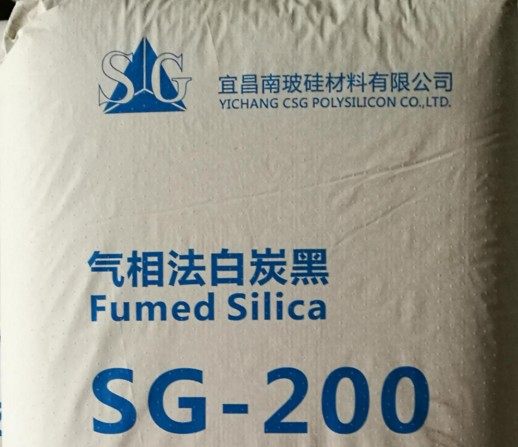 SG
宜昌南玻硅材料有限公司
YICHANG CSG POLYSILICON CO.,LTD.
气相法白炭黑
Fumed Silica
SG-200